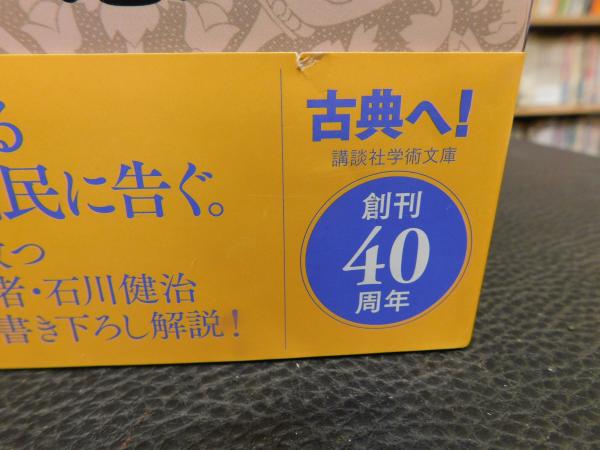 る
民に告ぐ。
つ
者・石川健治
書き下ろし解説！
古典へ！
講談社学術文庫
創刊
40
周年